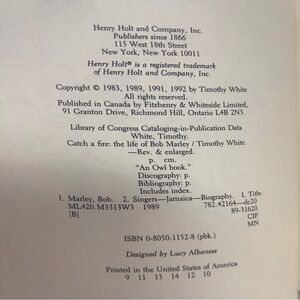 Henry Holt and Company, Inc.
Publishers since 1866
115 West 18th Street
New York, New York 10011
Henry Holt® is a registered trademark
of Henry Holt and Company, Inc.
Copyright © 1983, 1989, 1991, 1992 by Timothy White
All rights reserved.
Published in Canada by Fitzhenry & Whiteside Limited,
91 Granton Drive, Richmond Hill, Ontario L4B 2N5.
Library of Congress Cataloging-in-Publication Data
White, Timothy.
Catch a fire: the life of Bob Marley / Timothy White.
—Rev. & enlarged.
p. cm.
"An Owl book."
Discography: p.
Bibliography: p.
Includes index.
1. Marley, Bob. 2. Singers—Jamaica—Biography. I. Title.
ML420.M3313W5 1989 782.42164—dc20
[B] 89-31620
CIP
MN
ISBN 0-8050-1152-8 (pbk.)
Designed by Lucy Albanese
Printed in the United States of America
9 11 13 14 12 10